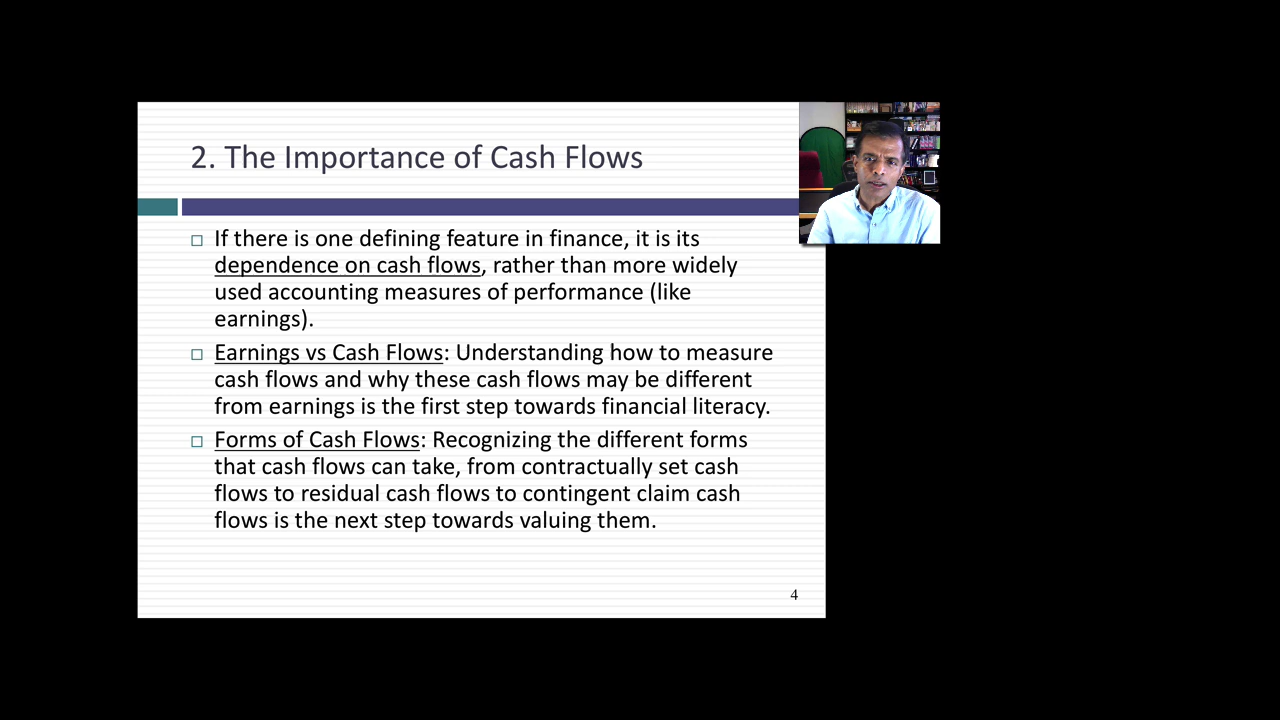 2. The Importance of Cash Flows
□ If there is one defining feature in finance, it is its
dependence on cash flows, rather than more widely
used accounting measures of performance (like
earnings).
□ Earnings vs Cash Flows: Understanding how to measure
cash flows and why these cash flows may be different
from earnings is the first step towards financial literacy.
□ Forms of Cash Flows: Recognizing the different forms
that cash flows can take, from contractually set cash
flows to residual cash flows to contingent claim cash
flows is the next step towards valuing them.
4